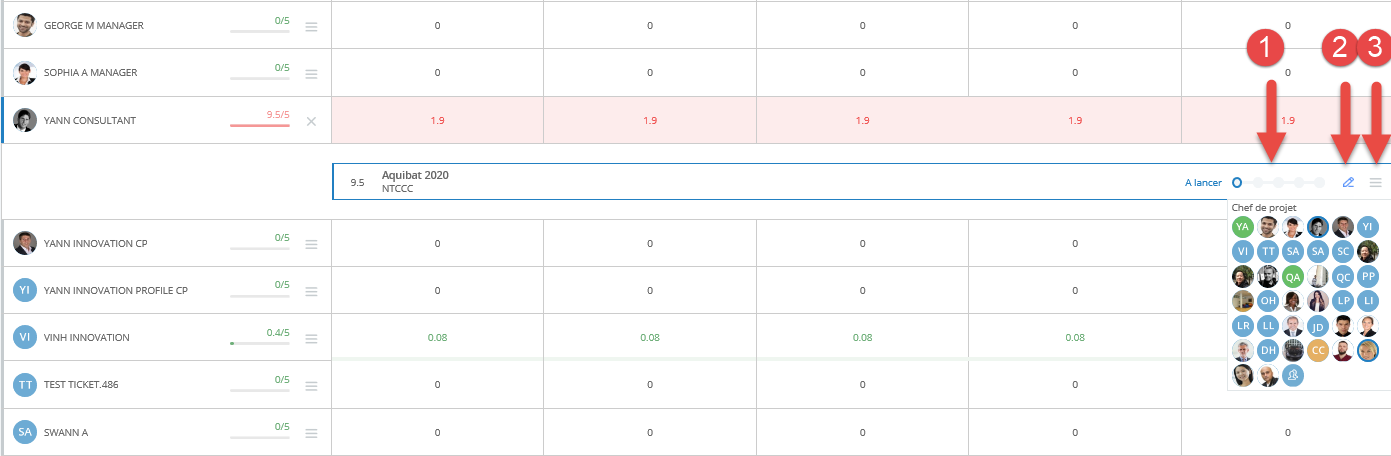 GEORGE M MANAGER 0/5 0 0 0 0 0
1 2 3
SOPHIA A MANAGER 0/5 0 0 0 0 0
YANN CONSULTANT 9.5/5 1.9 1.9 1.9 1.9 1.9
9.5 Aquibat 2020 A lancer
NTCCC
Chef de projet
YA YI
VI TT SA SA SC
QA QC PP
OH LP LI
LR LL JD
DH CC
YANN INNOVATION CP 0/5 0 0 0 0
YI YANN INNOVATION PROFILE CP 0/5 0 0 0 0
VI VINH INNOVATION 0.4/5 0.08 0.08 0.08 0.08
TT TEST TICKET.486 0/5 0 0 0 0
SA SWANN A 0/5 0 0 0 0 0